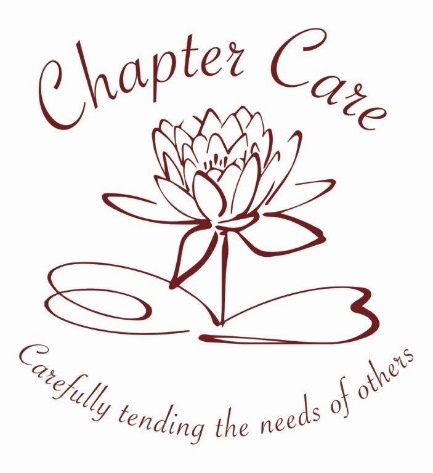 Chapter Care
Carefully tending the needs of others